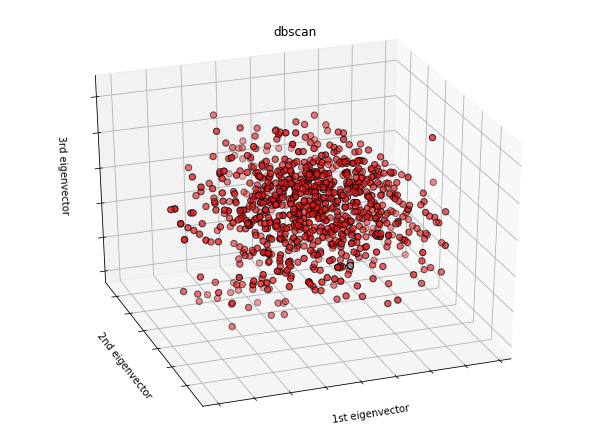 dbscan
3rd eigenvector
2nd eigenvector
1st eigenvector